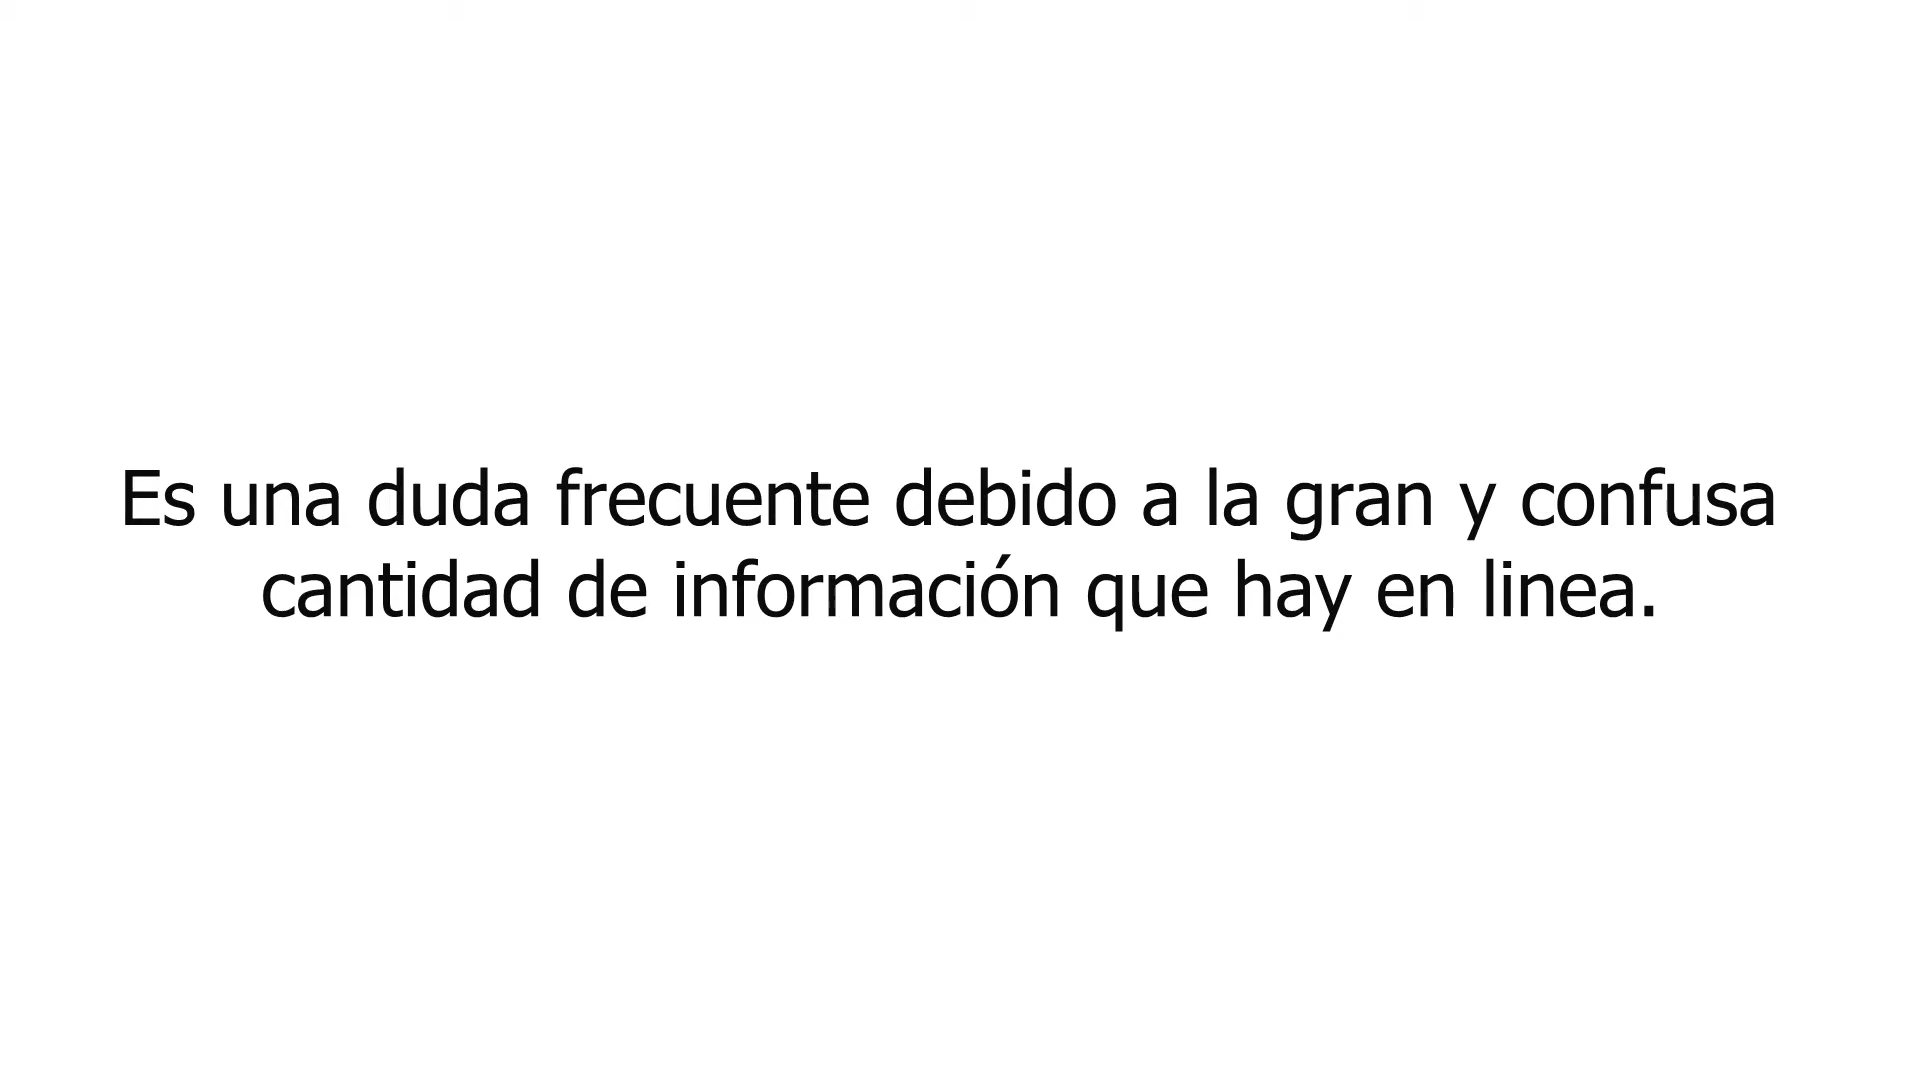 Es una duda frecuente debido a la gran y confusa
cantidad de información que hay en linea.